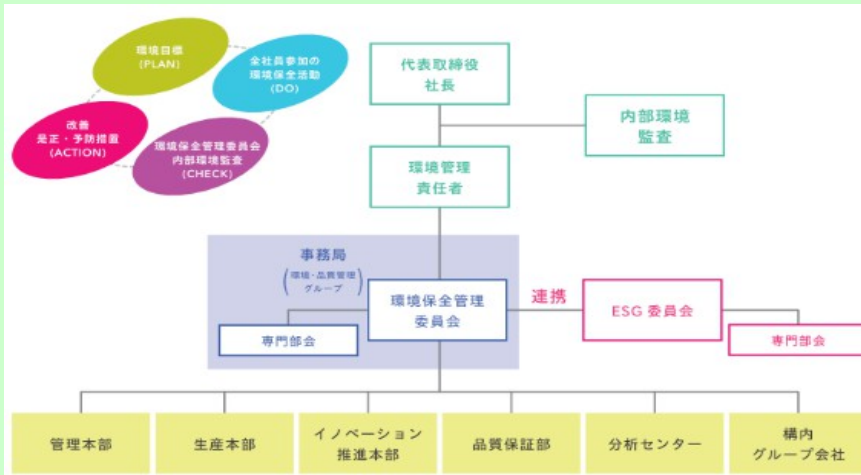 環境目標
(PLAN)
全社員参加の
環境保全活動
(DO)
改善
是正・予防措置
(ACTION)
環境保全管理委員会
内部環境監査
(CHECK)
代表取締役
社長
内部環境
監査
環境管理
責任者
事務局
(環境・品質管理
グループ)
環境保全管理
委員会
専門部会
連携
ESG 委員会
専門部会
管理本部
生産本部
イノベーション
推進本部
品質保証部
分析センター
構内
グループ会社